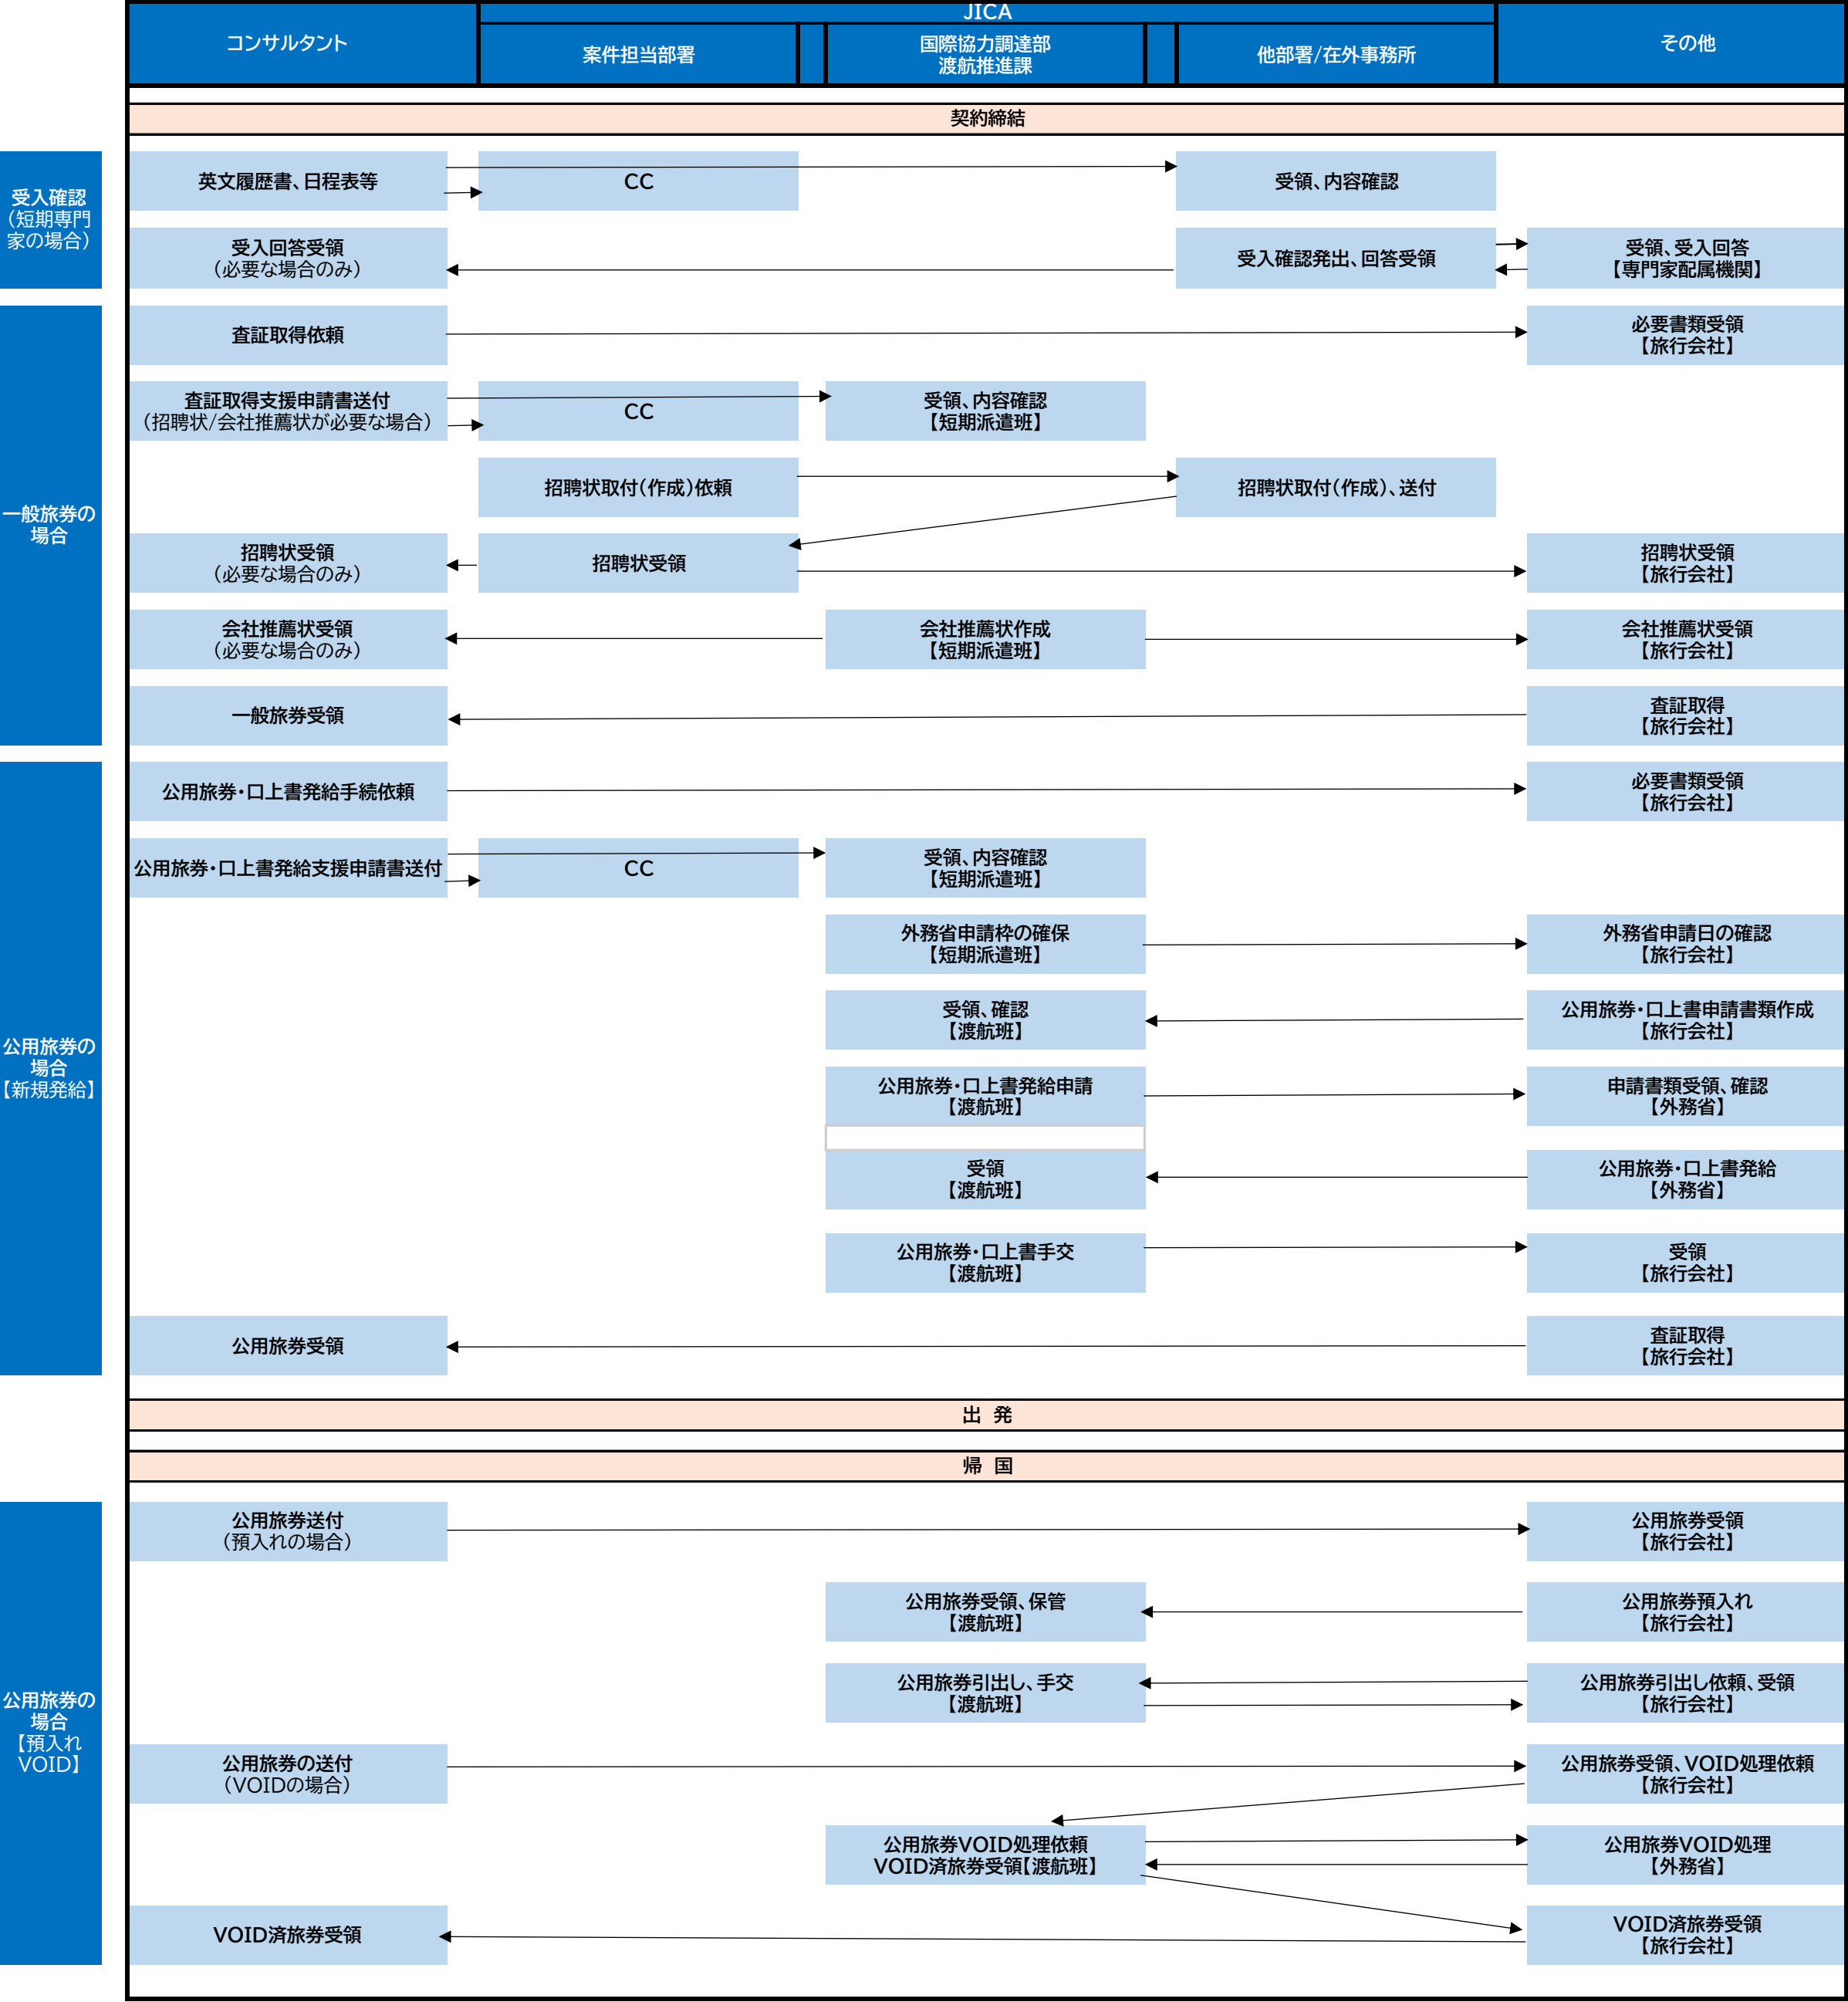 JICA
コンサルタント
案件担当部署
国際協力調達部
渡航推進課
他部署/在外事務所
その他
契約締結
受入確認
（短期専門
家の場合）
英文履歴書、日程表等
CC
受領、内容確認
受入回答受領
（必要な場合のみ）
受入確認発出、回答受領
受領、受入回答
【専門家配属機関】
一般旅券の
場合
査証取得依頼
必要書類受領
【旅行会社】
査証取得支援申請書送付
（招聘状/会社推薦状が必要な場合）
CC
受領、内容確認
【短期派遣班】
招聘状取付（作成）依頼
招聘状取付（作成）、送付
招聘状受領
（必要な場合のみ）
招聘状受領
招聘状受領
【旅行会社】
会社推薦状受領
（必要な場合のみ）
会社推薦状作成
【短期派遣班】
会社推薦状受領
【旅行会社】
一般旅券受領
査証取得
【旅行会社】
公用旅券の
場合
【新規発給】
公用旅券・口上書発給手続依頼
必要書類受領
【旅行会社】
公用旅券・口上書発給支援申請書送付
CC
受領、内容確認
【短期派遣班】
外務省申請枠の確保
【短期派遣班】
外務省申請日の確認
【旅行会社】
受領、確認
【渡航班】
公用旅券・口上書申請書類作成
【旅行会社】
公用旅券・口上書発給申請
【渡航班】
申請書類受領、確認
【外務省】
受領
【渡航班】
公用旅券・口上書発給
【外務省】
公用旅券・口上書手交
【渡航班】
受領
【旅行会社】
公用旅券受領
査証取得
【旅行会社】
出 発
帰 国
公用旅券の
場合
【預入れ
VOID】
公用旅券送付
（預入れの場合）
公用旅券受領
【旅行会社】
公用旅券受領、保管
【渡航班】
公用旅券預入れ
【旅行会社】
公用旅券引出し、手交
【渡航班】
公用旅券引出し依頼、受領
【旅行会社】
公用旅券の送付
（VOIDの場合）
公用旅券受領、VOID処理依頼
【旅行会社】
公用旅券VOID処理依頼
VOID済旅券受領【渡航班】
公用旅券VOID処理
【外務省】
VOID済旅券受領
VOID済旅券受領
【旅行会社】